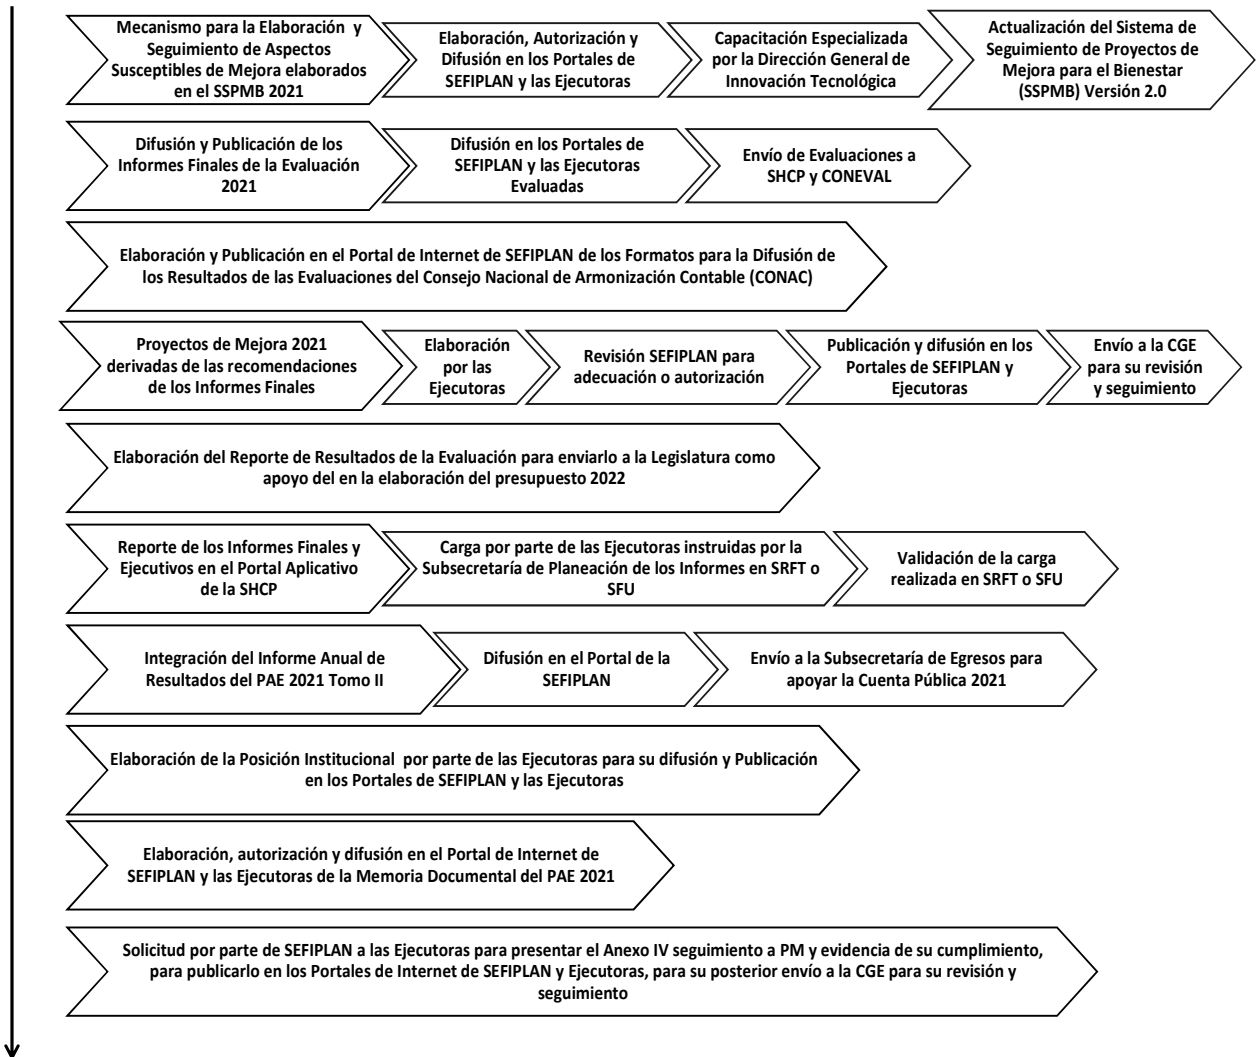 Mecanismo para la Elaboración y
Seguimiento de Aspectos
Susceptibles de Mejora elaborados
en el SSPMB 2021
Elaboración, Autorización y
Difusión en los Portales de
SEFIPLAN y las Ejecutoras
Capacitación Especializada
por la Dirección General de
Innovación Tecnológica
Actualización del Sistema de
Seguimiento de Proyectos de
Mejora para el Bienestar
(SSPMB) Versión 2.0
Difusión y Publicación de los
Informes Finales de la Evaluación
2021
Difusión en los Portales de
SEFIPLAN y las Ejecutoras
Evaluadas
Envío de Evaluaciones a
SHCP y CONEVAL
Elaboración y Publicación en el Portal de Internet de SEFIPLAN de los Formatos para la Difusión de
los Resultados de las Evaluaciones del Consejo Nacional de Armonización Contable (CONAC)
Proyectos de Mejora 2021
derivadas de las recomendaciones
de los Informes Finales
Elaboración
por las
Ejecutoras
Revisión SEFIPLAN para
adecuación o autorización
Publicación y difusión en los
Portales de SEFIPLAN y
Ejecutoras
Envío a la CGE
para su revisión
y seguimiento
Elaboración del Reporte de Resultados de la Evaluación para enviarlo a la Legislatura como
apoyo del en la elaboración del presupuesto 2022
Reporte de los Informes Finales y
Ejecutivos en el Portal Aplicativo
de la SHCP
Carga por parte de las Ejecutoras instruidas por la
Subsecretaría de Planeación de los Informes en SRFT o
SFU
Validación de la carga
realizada en SRFT o SFU
Integración del Informe Anual de
Resultados del PAE 2021 Tomo II
Difusión en el Portal de la
SEFIPLAN
Envío a la Subsecretaría de Egresos para
apoyar la Cuenta Pública 2021
Elaboración de la Posición Institucional por parte de las Ejecutoras para su difusión y Publicación
en los Portales de SEFIPLAN y las Ejecutoras
Elaboración, autorización y difusión en el Portal de Internet de
SEFIPLAN y las Ejecutoras de la Memoria Documental del PAE 2021
Solicitud por parte de SEFIPLAN a las Ejecutoras para presentar el Anexo IV seguimiento a PM y evidencia de su cumplimiento,
para publicarlo en los Portales de Internet de SEFIPLAN y Ejecutoras, para su posterior envío a la CGE para su revisión y
seguimiento